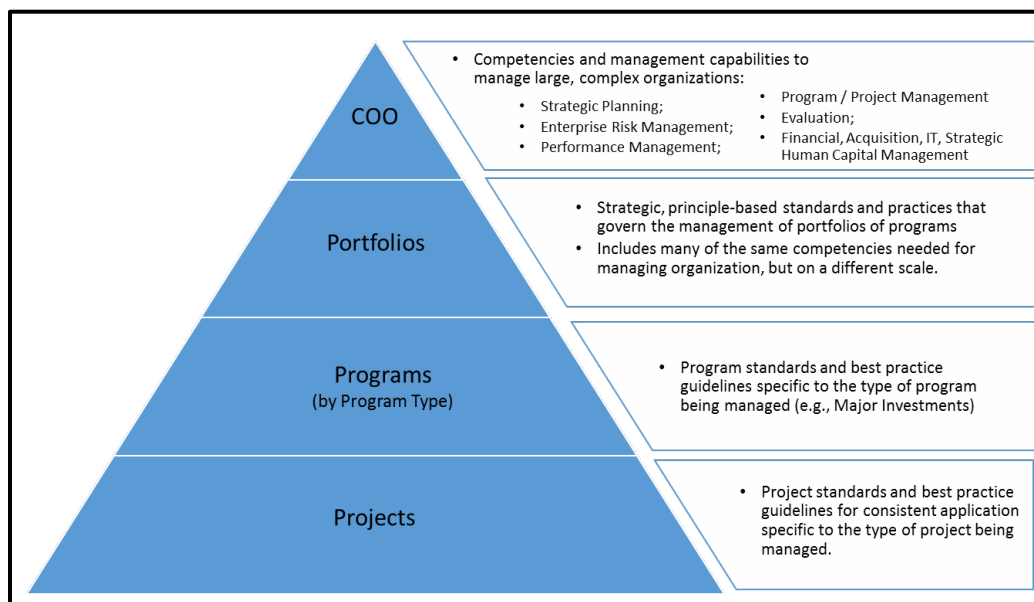 COO
• Competencies and management capabilities to
manage large, complex organizations:
• Strategic Planning;
• Enterprise Risk Management;
• Performance Management;
• Program / Project Management
• Evaluation;
• Financial, Acquisition, IT, Strategic
Human Capital Management
Portfolios
• Strategic, principle-based standards and practices that
govern the management of portfolios of programs
• Includes many of the same competencies needed for
managing organization, but on a different scale.
Programs
(by Program Type)
• Program standards and best practice
guidelines specific to the type of program
being managed (e.g., Major Investments)
Projects
• Project standards and best practice
guidelines for consistent application
specific to the type of project being
managed.